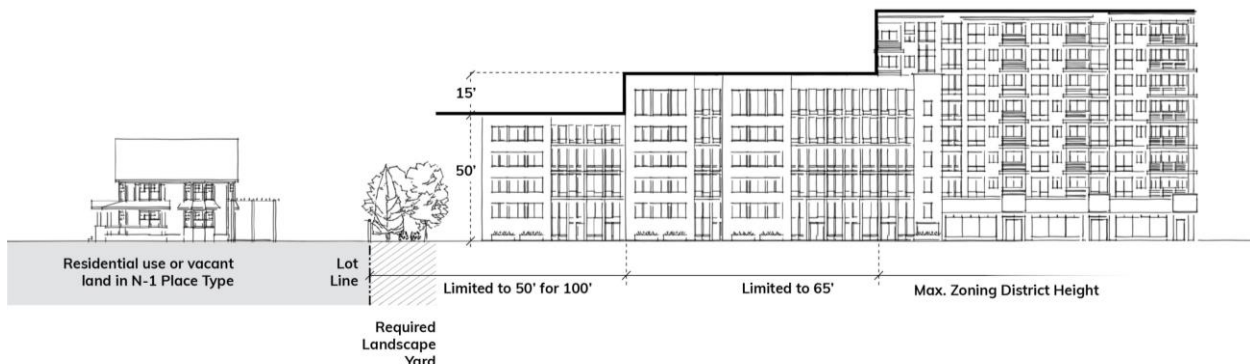 15'
50'
Residential use or vacant
land in N-1 Place Type
Lot
Line
Limited to 50' for 100'
Limited to 65'
Max. Zoning District Height
Required
Landscape
Yard